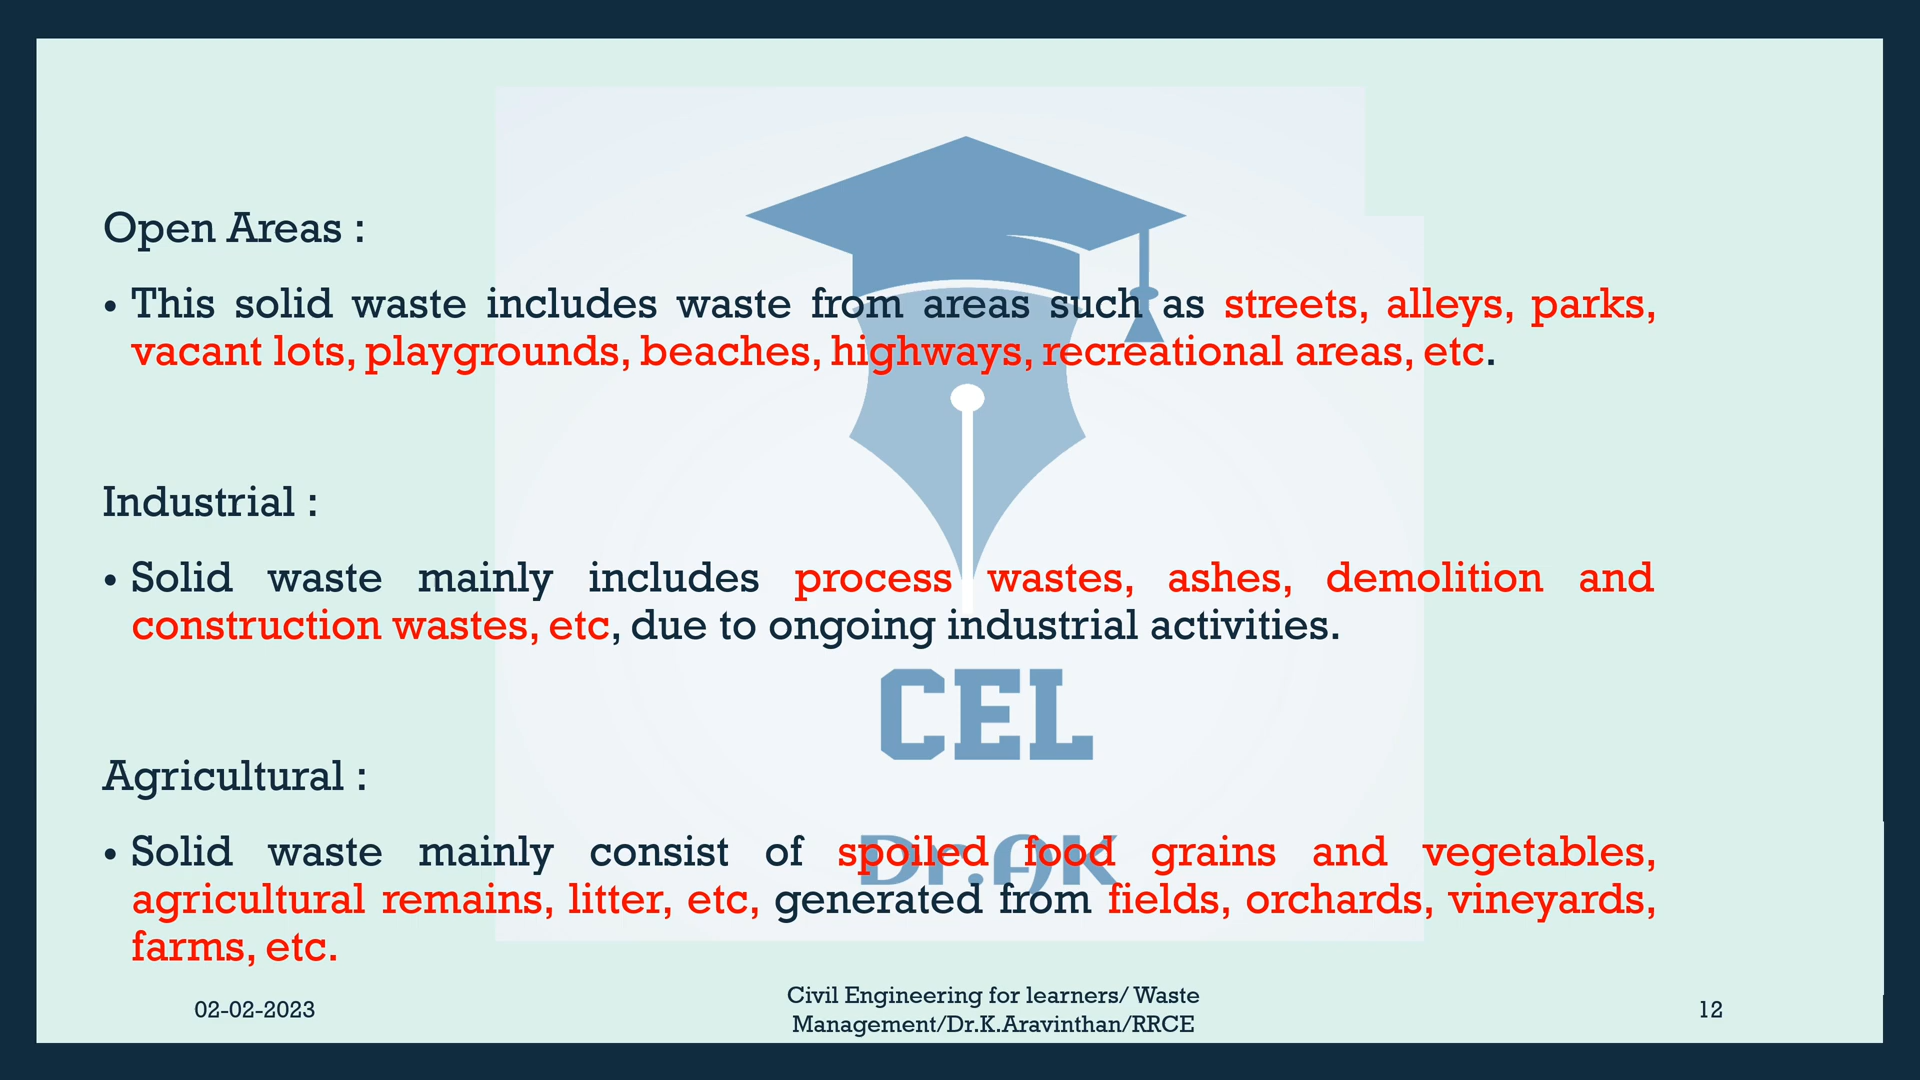 Open Areas :
• This solid waste includes waste from areas such as streets, alleys, parks,
vacant lots, playgrounds, beaches, highways, recreational areas, etc.
Industrial :
• Solid waste mainly includes process wastes, ashes, demolition and
construction wastes, etc, due to ongoing industrial activities.
CEL
Agricultural :
Dr.AK
• Solid waste mainly consist of spoiled food grains and vegetables,
agricultural remains, litter, etc, generated from fields, orchards, vineyards,
farms, etc.
02-02-2023
Civil Engineering for learners/ Waste
Management/Dr.K.Aravinthan/RRCE
12